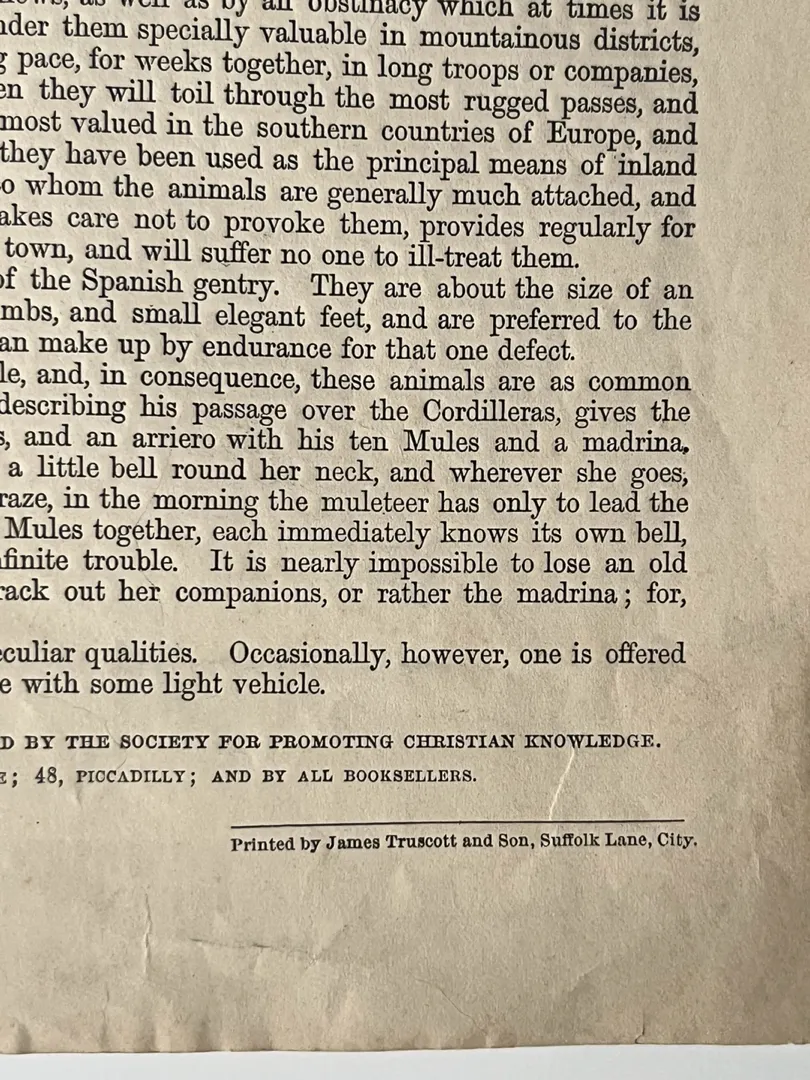 as well as by an obstinacy which at times it is
them specially valuable in mountainous districts,
pace, for weeks together, in long troops or companies,
they will toil through the most rugged passes, and
most valued in the southern countries of Europe, and
they have been used as the principal means of inland
o whom the animals are generally much attached, and
akes care not to provoke them, provides regularly for
town, and will suffer no one to ill-treat them.
of the Spanish gentry. They are about the size of an
mbs, and small elegant feet, and are preferred to the
an make up by endurance for that one defect.
le, and, in consequence, these animals are as common
describing his passage over the Cordilleras, gives the
s, and an arriero with his ten Mules and a madrina,
a little bell round her neck, and wherever she goes,
raze, in the morning the muleteer has only to lead the
Mules together, each immediately knows its own bell,
finite trouble. It is nearly impossible to lose an old
rack out her companions, or rather the madrina; for,
culiar qualities. Occasionally, however, one is offered
e with some light vehicle.
D BY THE SOCIETY FOR PROMOTING CHRISTIAN KNOWLEDGE.
E; 48, PICCADILLY; AND BY ALL BOOKSELLERS.
Printed by James Truscott and Son, Suffolk Lane, City.